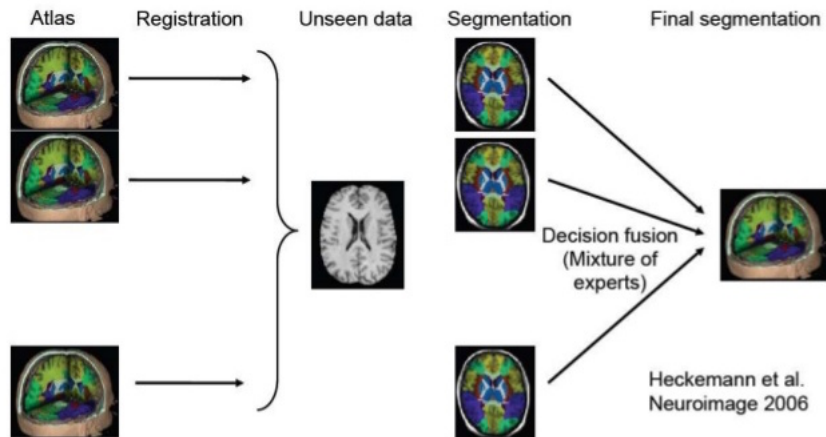 Atlas
Registration
Unseen data
Segmentation
Final segmentation
Decision fusion
(Mixture of
experts)
Heckemann et al.
Neuroimage 2006